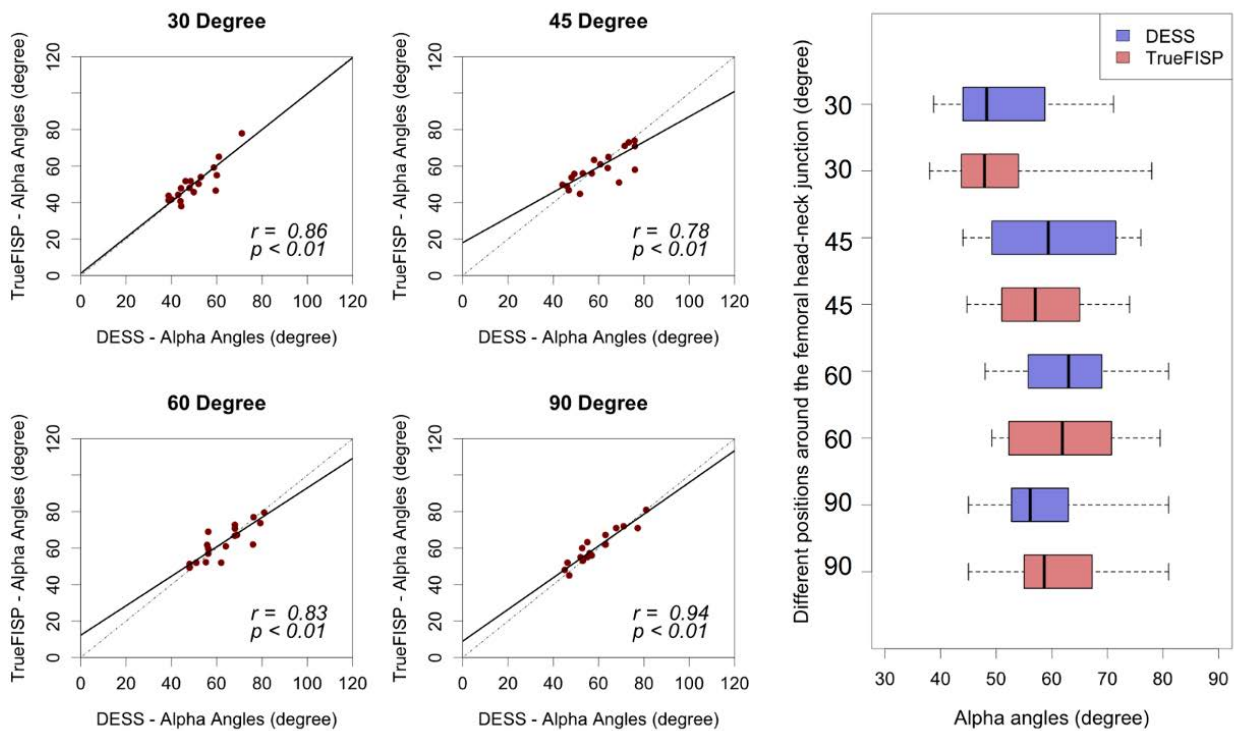 30 Degree
TrueFISP - Alpha Angles (degree)
120
80
60
40
20
0
r = 0.86
p < 0.01
0 20 40 60 80 100 120
DESS - Alpha Angles (degree)
45 Degree
TrueFISP - Alpha Angles (degree)
120
80
60
40
20
0
r = 0.78
p < 0.01
0 20 40 60 80 100 120
DESS - Alpha Angles (degree)
60 Degree
TrueFISP - Alpha Angles (degree)
120
80
60
40
20
0
r = 0.83
p < 0.01
0 20 40 60 80 100 120
DESS - Alpha Angles (degree)
90 Degree
TrueFISP - Alpha Angles (degree)
120
80
60
40
20
0
r = 0.94
p < 0.01
0 20 40 60 80 100 120
DESS - Alpha Angles (degree)
DESS
TrueFISP
Different positions around the femoral head-neck junction (degree)
30
30
45
45
60
60
90
90
30 40 50 60 70 80 90
Alpha angles (degree)